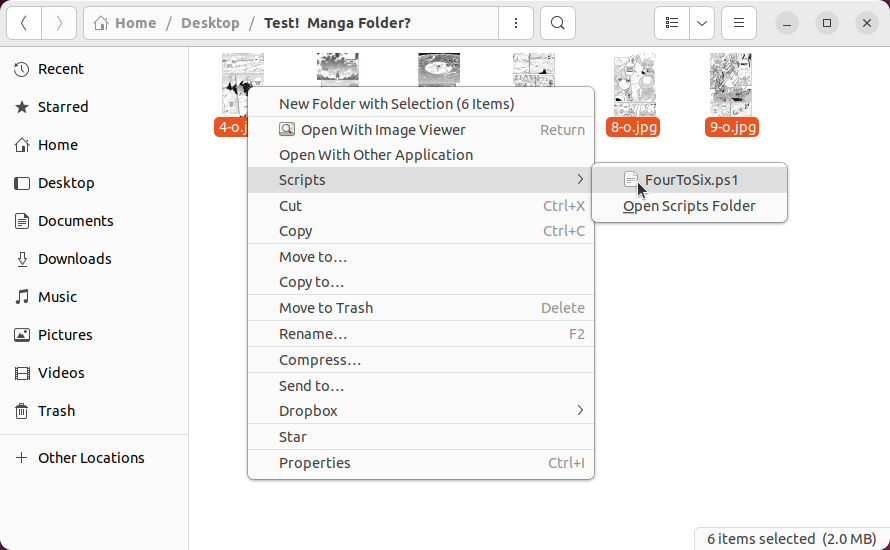 Home / Desktop / Test!  Manga Folder?
Recent
Starred
Home
Desktop
Documents
Downloads
Music
Pictures
Videos
Trash
Other Locations
4-o.j
8-o.jpg
9-o.jpg
New Folder with Selection (6 Items)
Open With Image Viewer Return
Open With Other Application
Scripts
Cut Ctrl+X
Copy Ctrl+C
Move to…
Copy to…
Move to Trash Delete
Rename… F2
Compress…
Send to…
Dropbox
Star
Properties Ctrl+I
FourToSix.ps1
Open Scripts Folder
6 items selected  (2.0 MB)